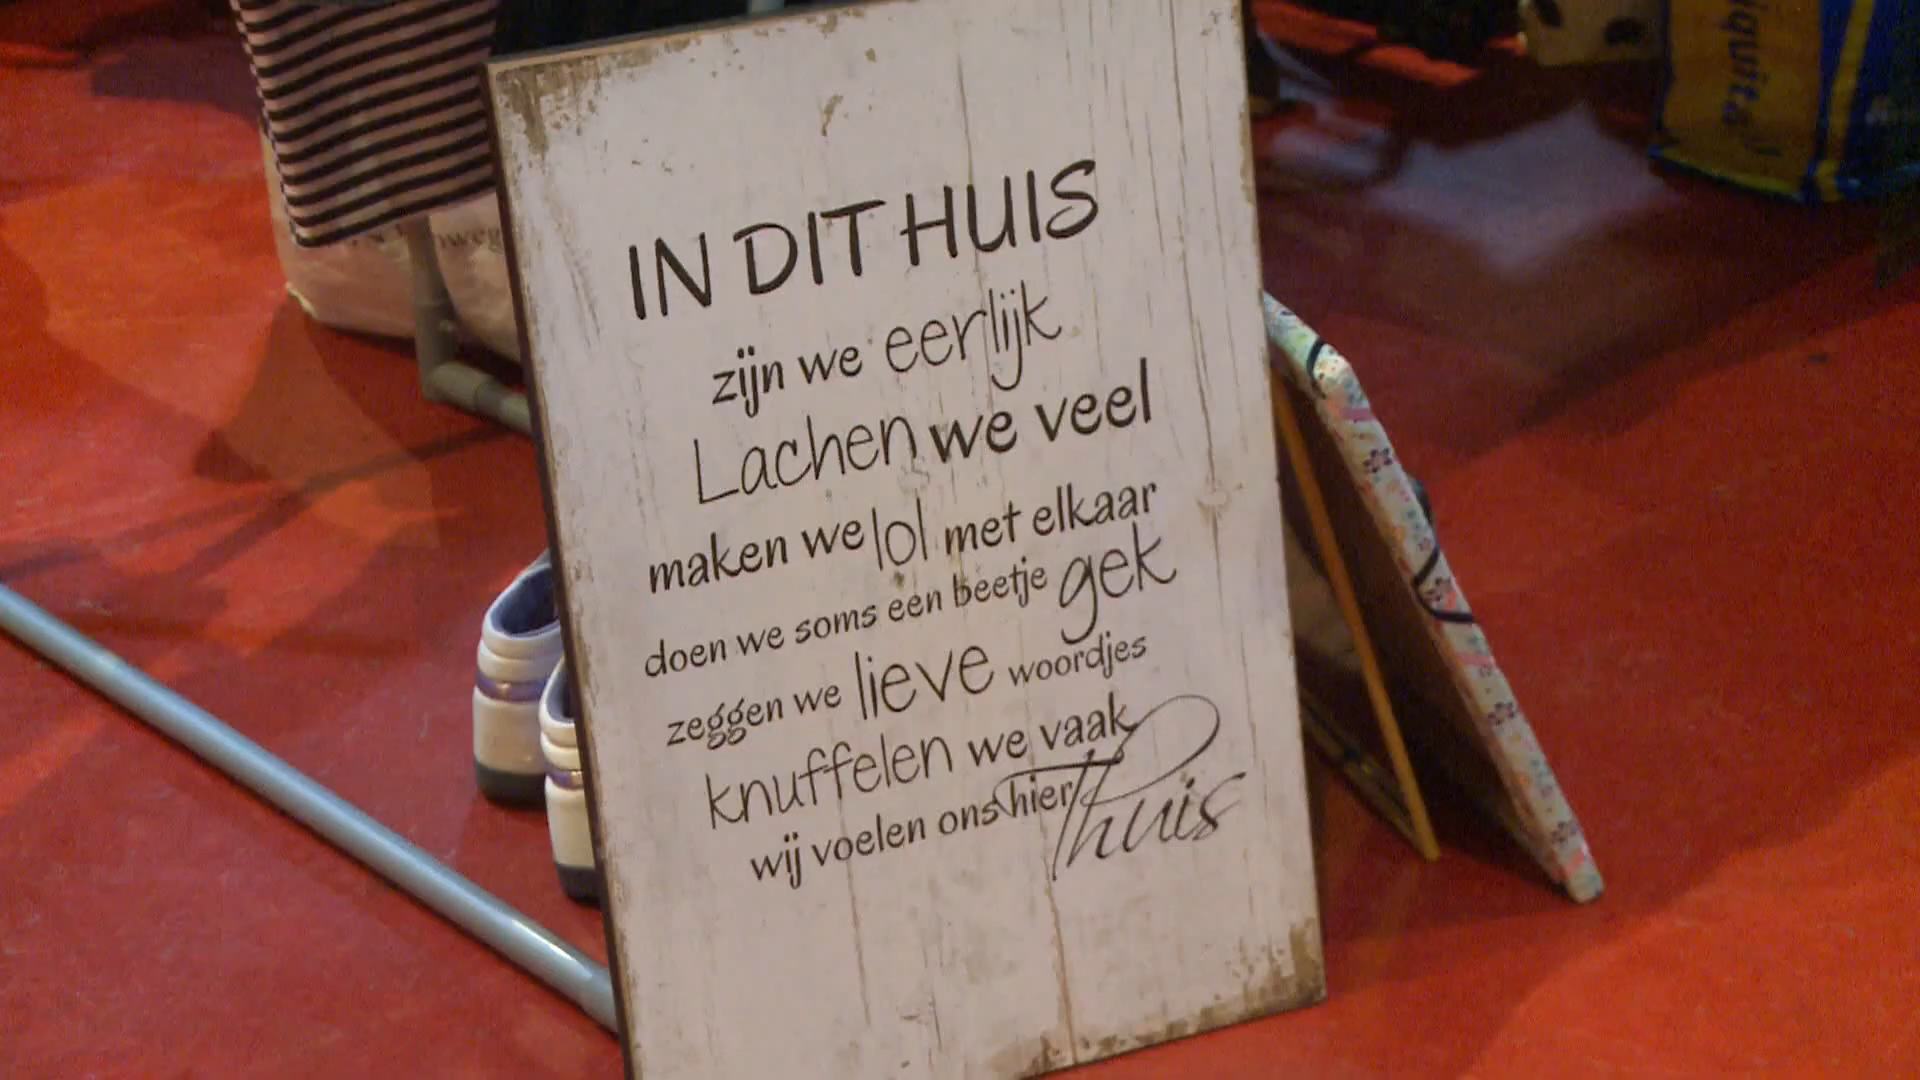 IN DIT HUIS
zijn we eerlijk
Lachen we veel
maken we lol met elkaar
doen we soms een beetje gek
zeggen we lieve woordjes
knuffelen we vaak
wij voelen ons hier Thuis